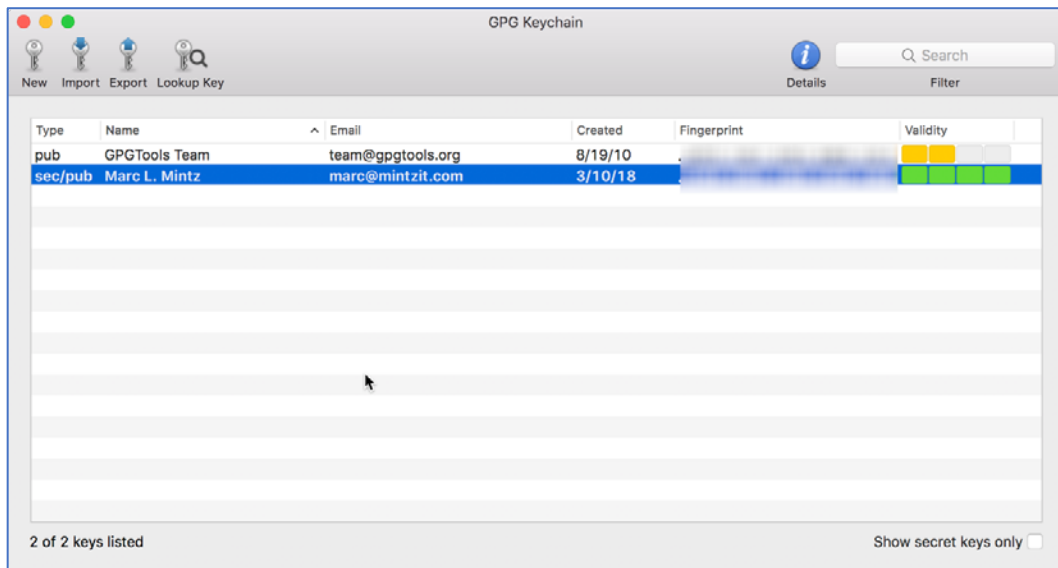 GPG Keychain
New Import Export Lookup Key Details Search Filter
Type Name Email Created Fingerprint Validity
pub GPGTools Team team@gpgtools.org 8/19/10
sec/pub Marc L. Mintz marc@mintzit.com 3/10/18
2 of 2 keys listed Show secret keys only